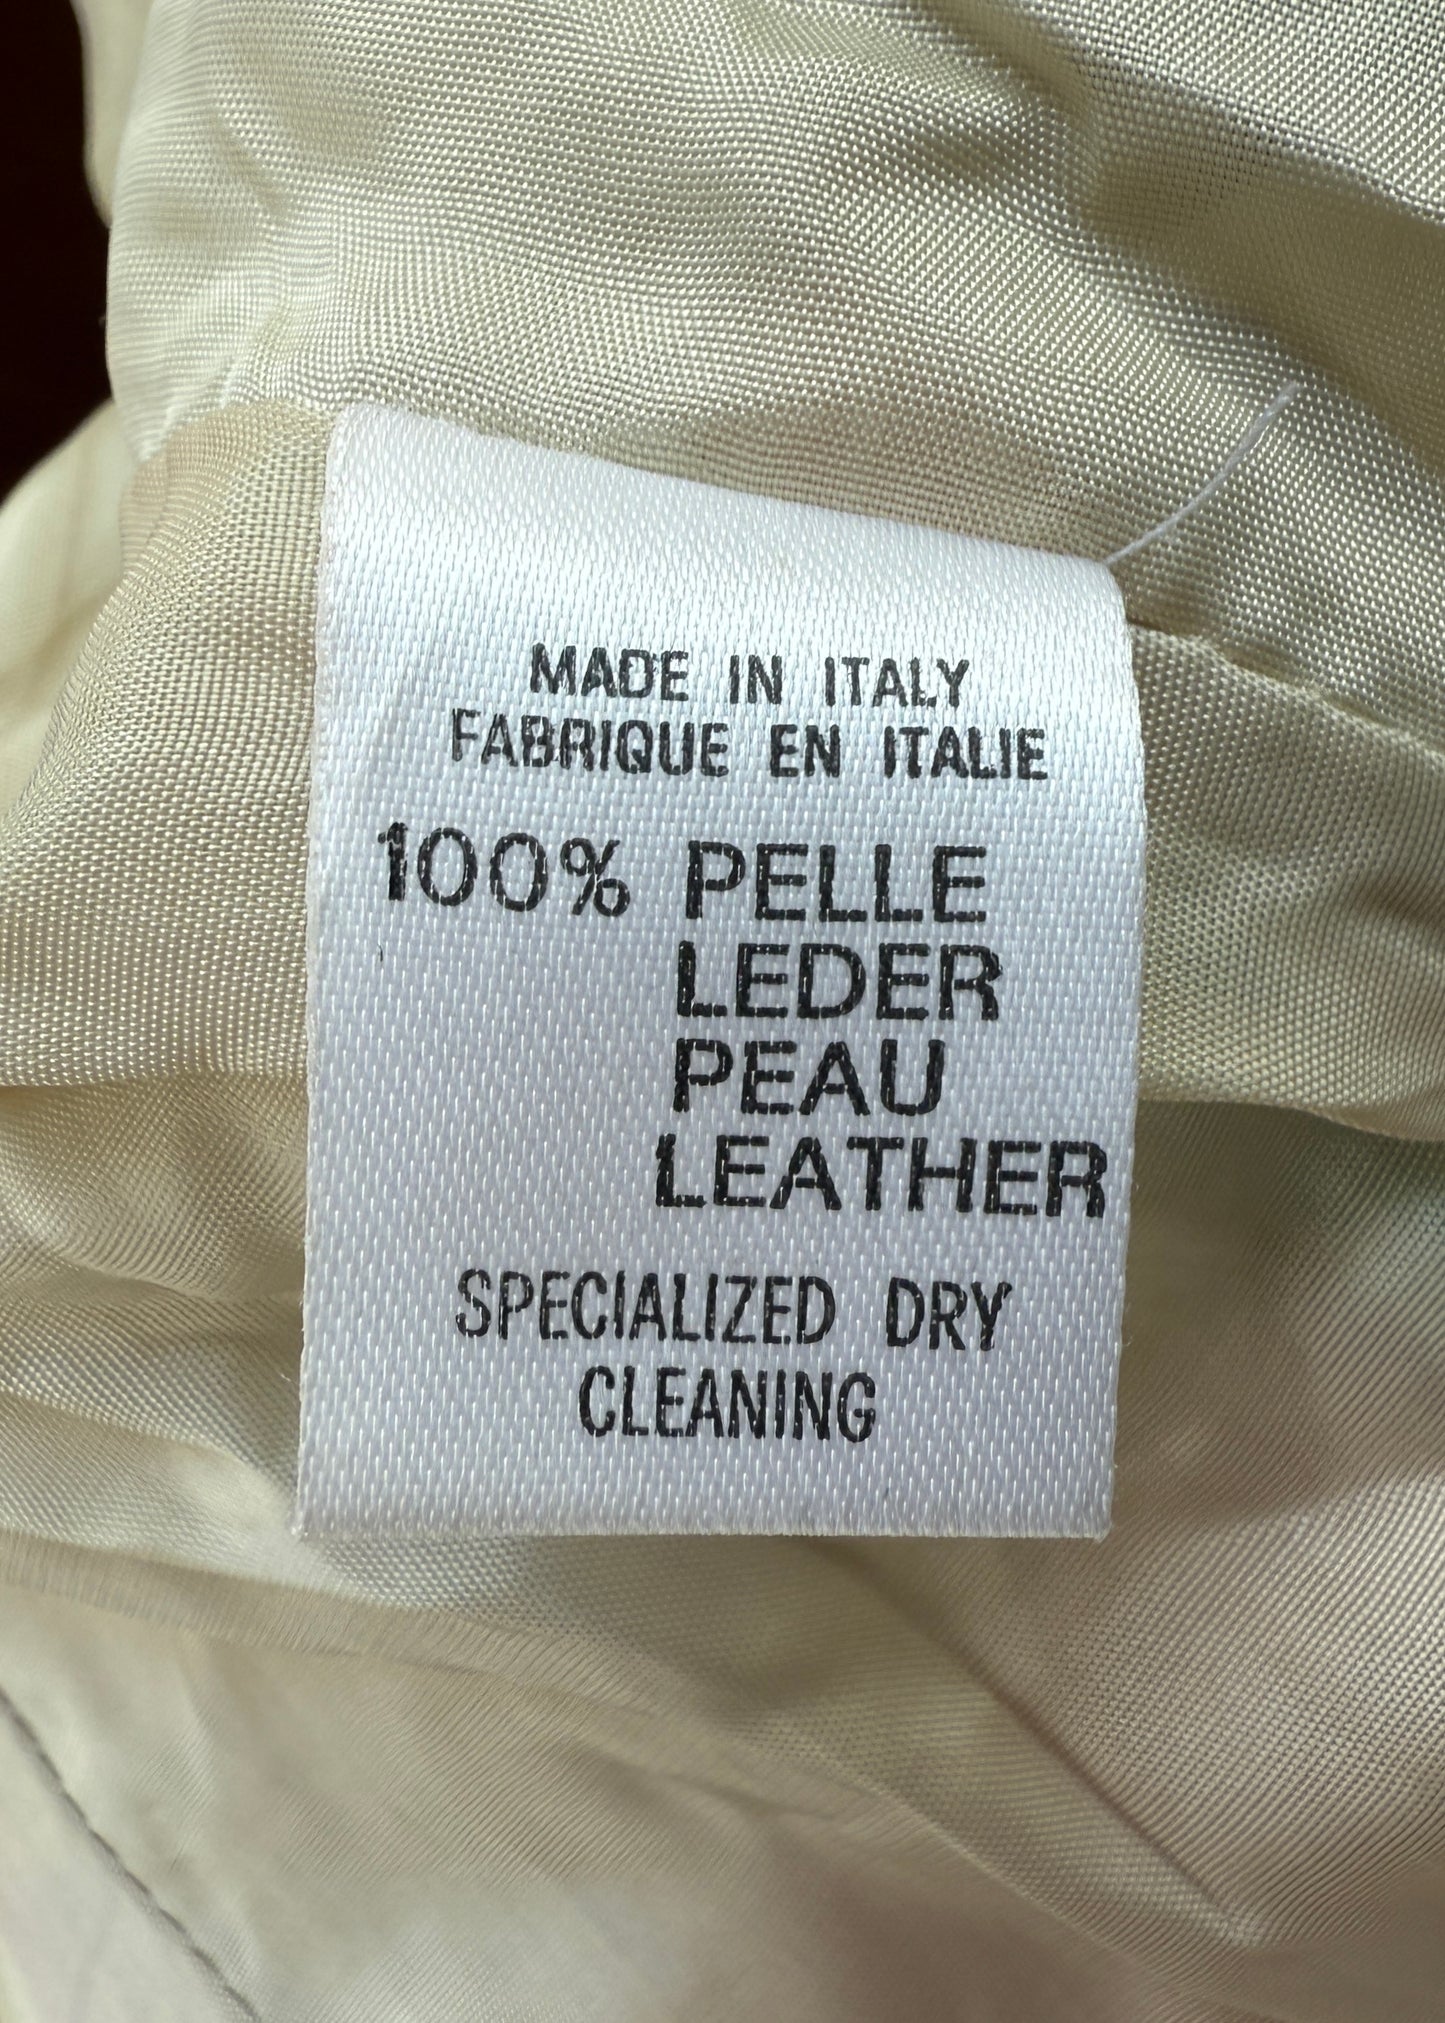 MADE IN ITALY
FABRIQUE EN ITALIE
100% PELLE
LEDER
PEAU
LEATHER
SPECIALIZED DRY
CLEANING